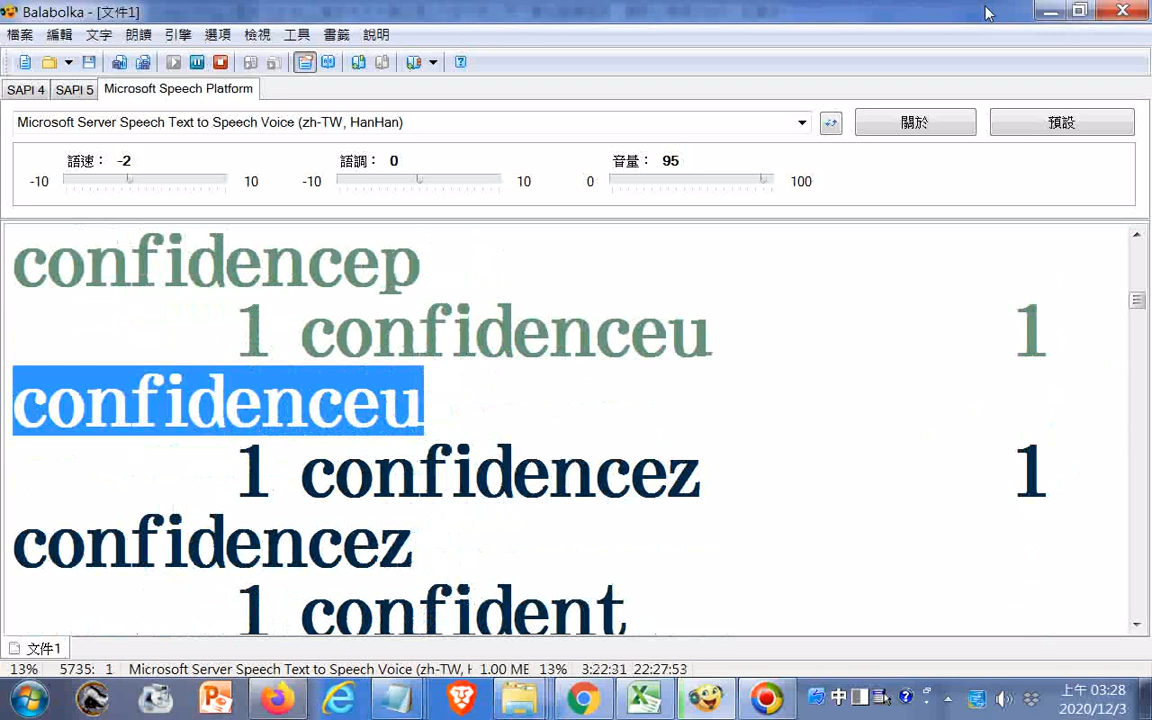 Balabolka - [文件1]
檔案 編輯 文字 朗讀 引擎 選項 檢視 工具 書籤 說明
SAPI 4 SAPI 5 Microsoft Speech Platform
Microsoft Server Speech Text to Speech Voice (zh-TW, HanHan) 關於 預設
語速： -2 語調： 0 音量： 95
-10 10 -10 10 0 100
confidencep
1 confidenceu 1
confidenceu
1 confidencez 1
confidencez
1 confident
文件1
13% 5735: 1 Microsoft Server Speech Text to Speech Voice (zh-TW, H 1.00 ME 13% 3:22:31 22:27:53
中 上午 03:28
2020/12/3